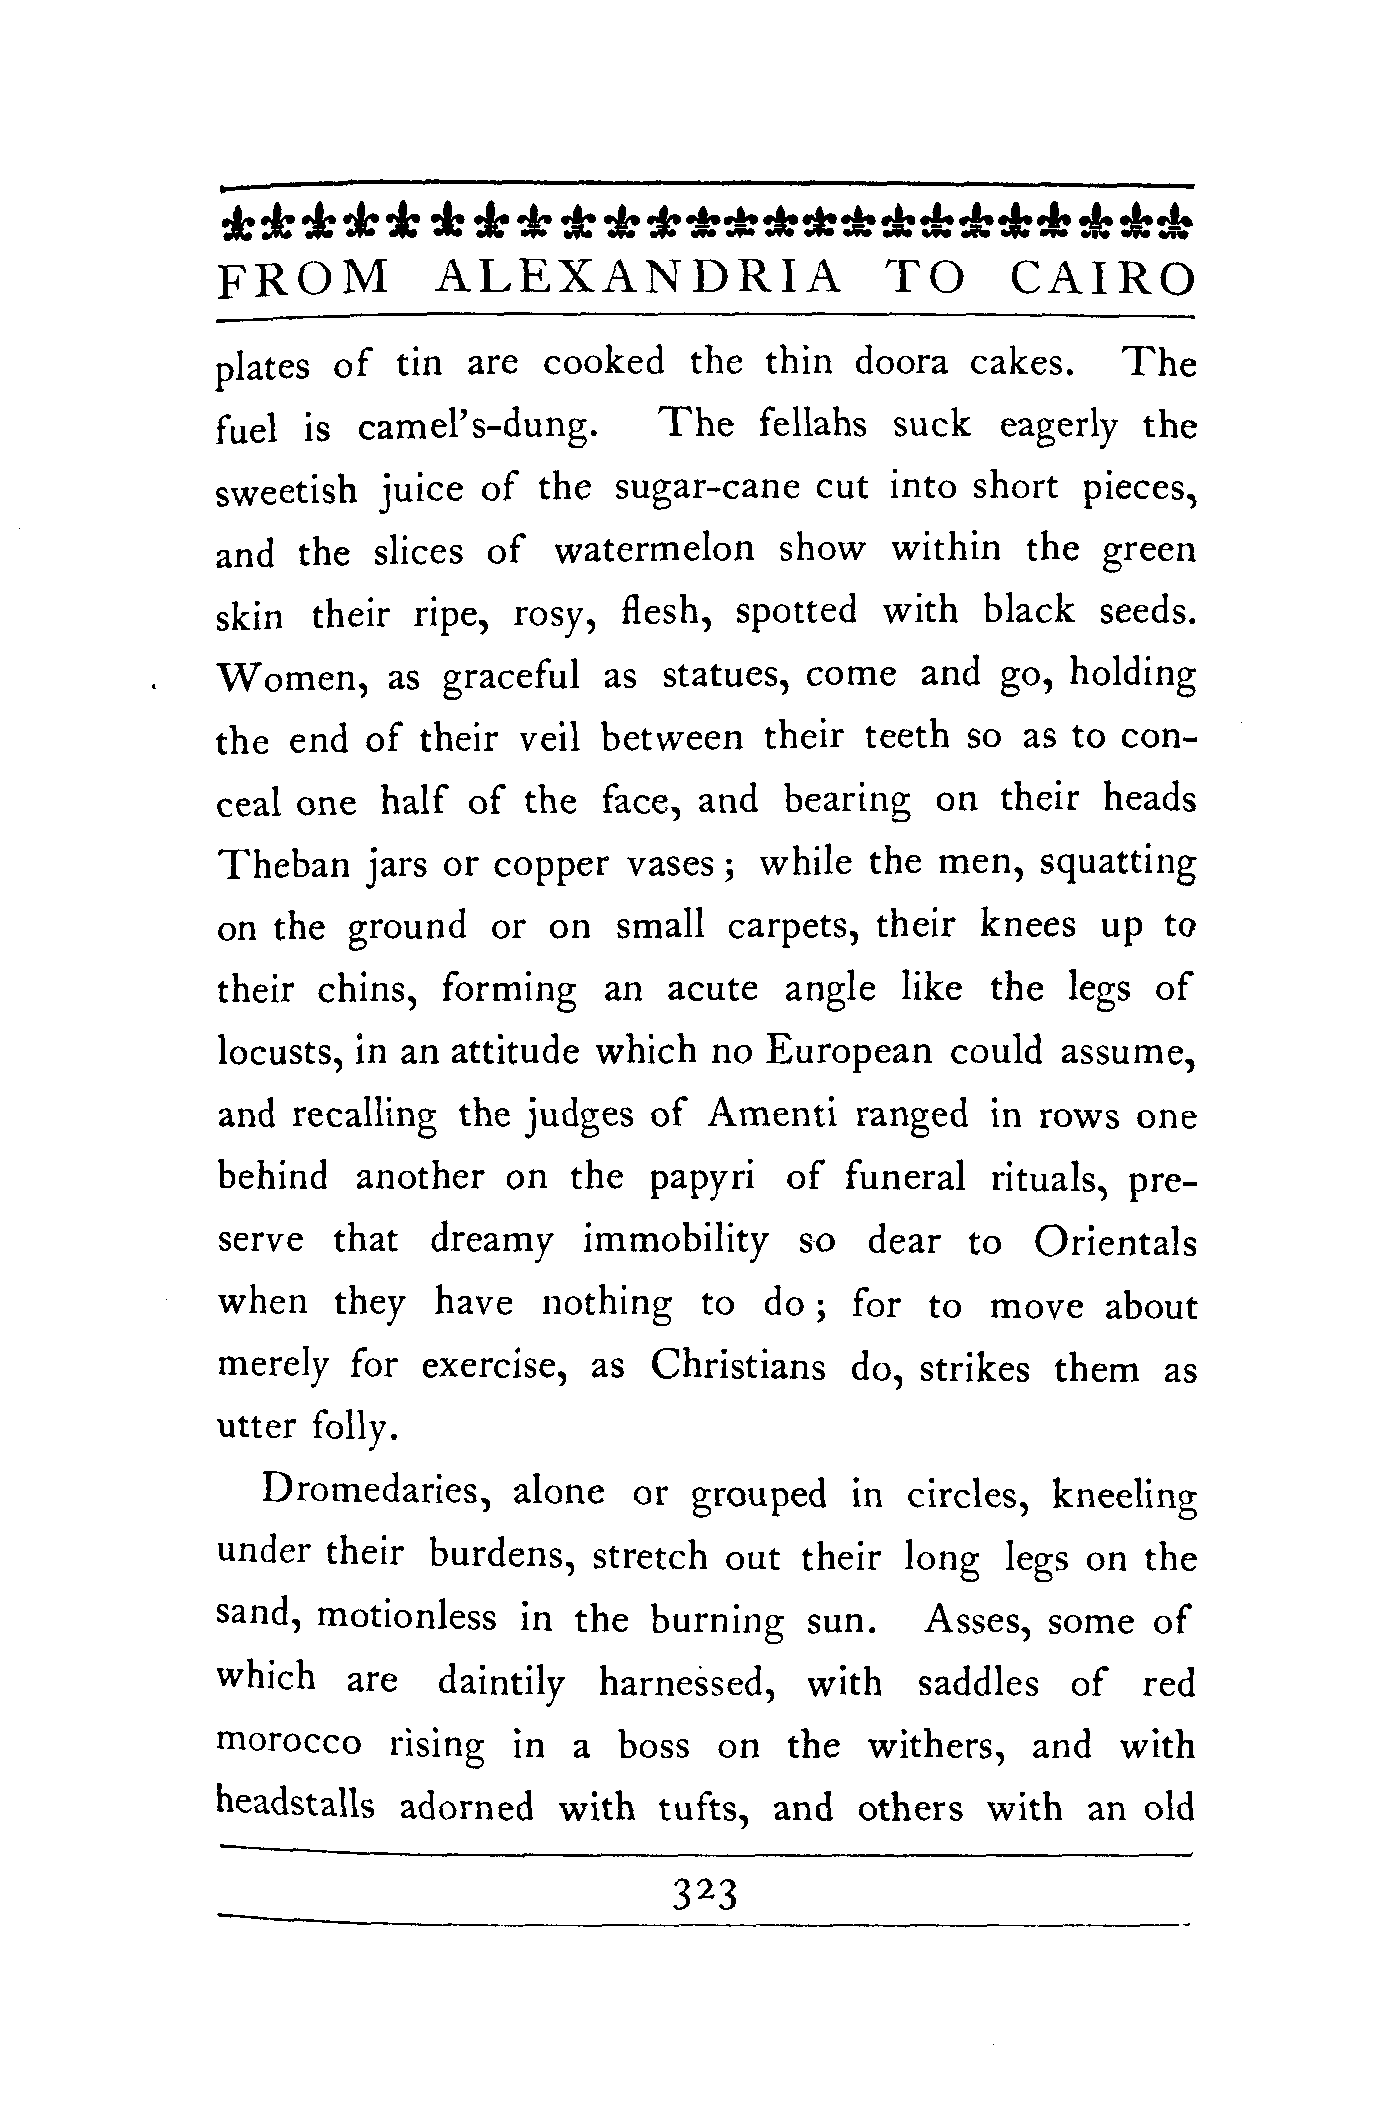 FROM ALEXANDRIA TO CAIRO
plates of tin are cooked the thin doora cakes. The
fuel is camel's-dung. The fellahs suck eagerly the
sweetish juice of the sugar-cane cut into short pieces,
and the slices of watermelon show within the green
skin their ripe, rosy, flesh, spotted with black seeds.
Women, as graceful as statues, come and go, holding
the end of their veil between their teeth so as to con-
ceal one half of the face, and bearing on their heads
Theban jars or copper vases; while the men, squatting
on the ground or on small carpets, their knees up to
their chins, forming an acute angle like the legs of
locusts, in an attitude which no European could assume,
and recalling the judges of Amenti ranged in rows one
behind another on the papyri of funeral rituals, pre-
serve that dreamy immobility so dear to Orientals
when they have nothing to do; for to move about
merely for exercise, as Christians do, strikes them as
utter folly.
Dromedaries, alone or grouped in circles, kneeling
under their burdens, stretch out their long legs on the
sand, motionless in the burning sun. Asses, some of
which are daintily harnessed, with saddles of red
morocco rising in a boss on the withers, and with
headstalls adorned with tufts, and others with an old
323